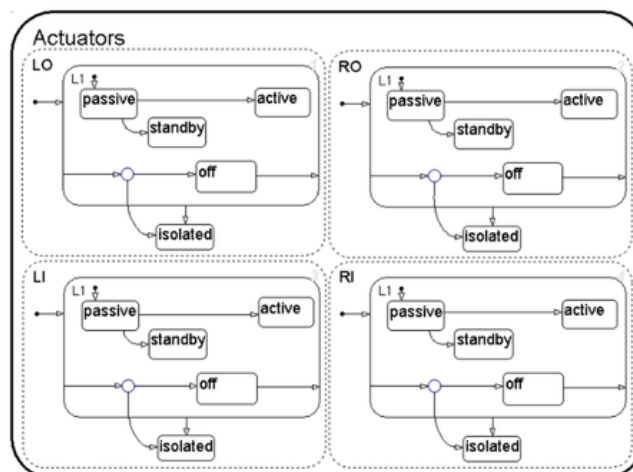 Actuators
LO
L1
passive
active
standby
off
isolated
RO
L1
passive
active
standby
off
isolated
LI
L1
passive
active
standby
off
isolated
RI
L1
passive
active
standby
off
isolated